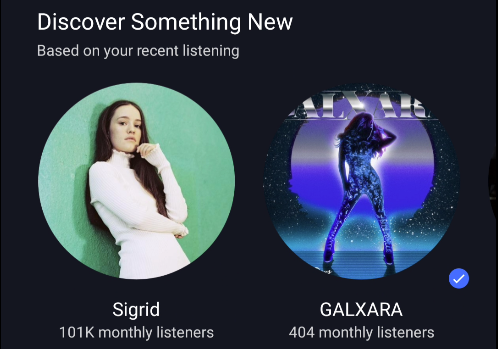 Discover Something New
Based on your recent listening
Sigrid
101K monthly listeners
GALXARA
404 monthly listeners